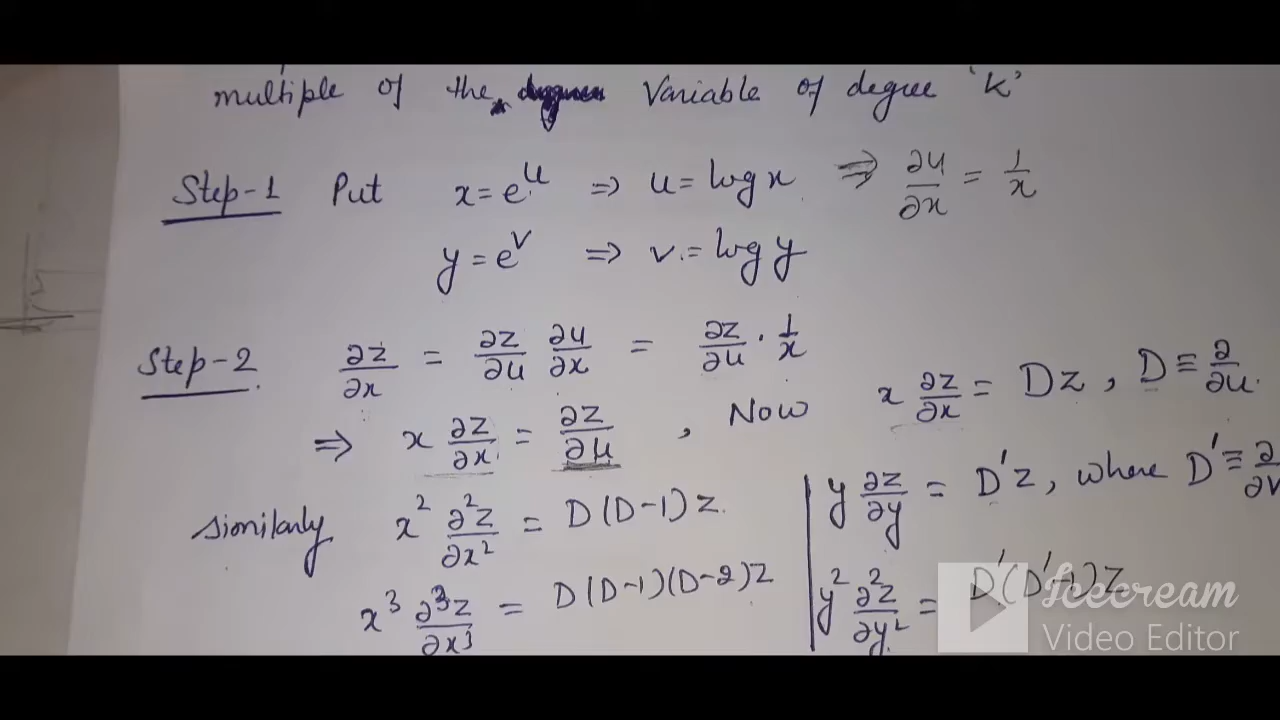 multiple of the Variable of degree 'K'
Step-1 Put x = e^u ⇒ u = log x ⇒ ∂u/∂x = 1/x
y = e^v ⇒ v = log y
Step-2 ∂z/∂x = ∂z/∂u ∂u/∂x = ∂z/∂u · 1/x
⇒ x ∂z/∂x = ∂z/∂u , Now x ∂z/∂x = Dz , D ≡ ∂/∂u
Similarly x² ∂²z/∂x² = D(D-1)z
y ∂z/∂y = D'z, where D' ≡ ∂/∂v
x³ ∂³z/∂x³ = D(D-1)(D-2)z
y² ∂²z/∂y² = D'(D'-1)z
Icecream
Video Editor